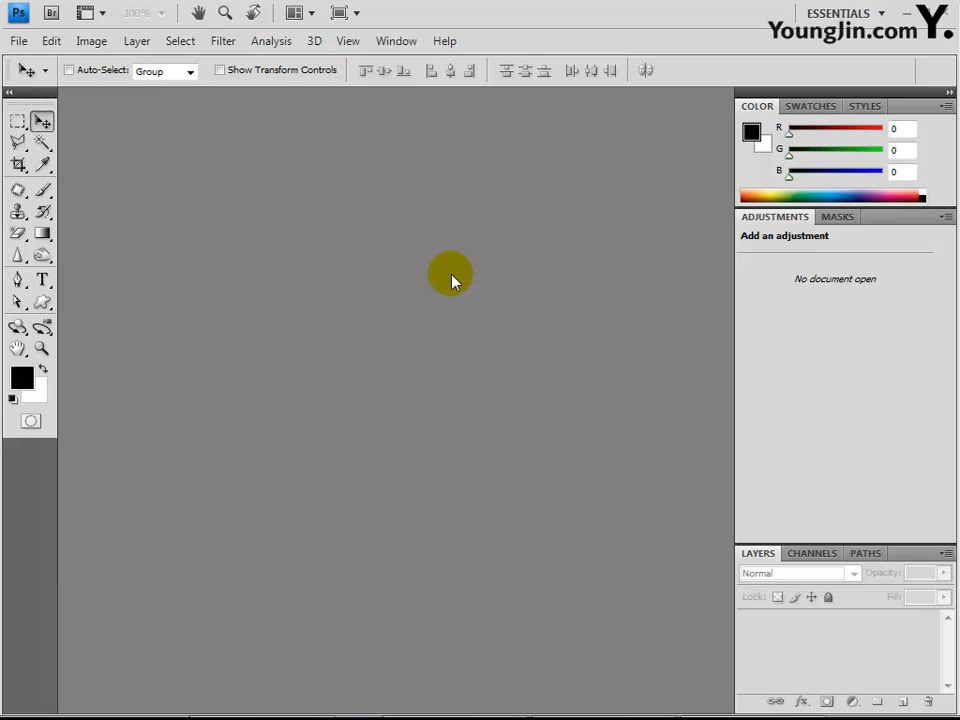 Ps Br 100% ESSENTIALS
YoungJin.com Y.
File Edit Image Layer Select Filter Analysis 3D View Window Help
Auto-Select: Group Show Transform Controls
COLOR SWATCHES STYLES
R 0
G 0
B 0
ADJUSTMENTS MASKS
Add an adjustment
No document open
T
LAYERS CHANNELS PATHS
Normal Opacity:
Lock: Fill:
fx